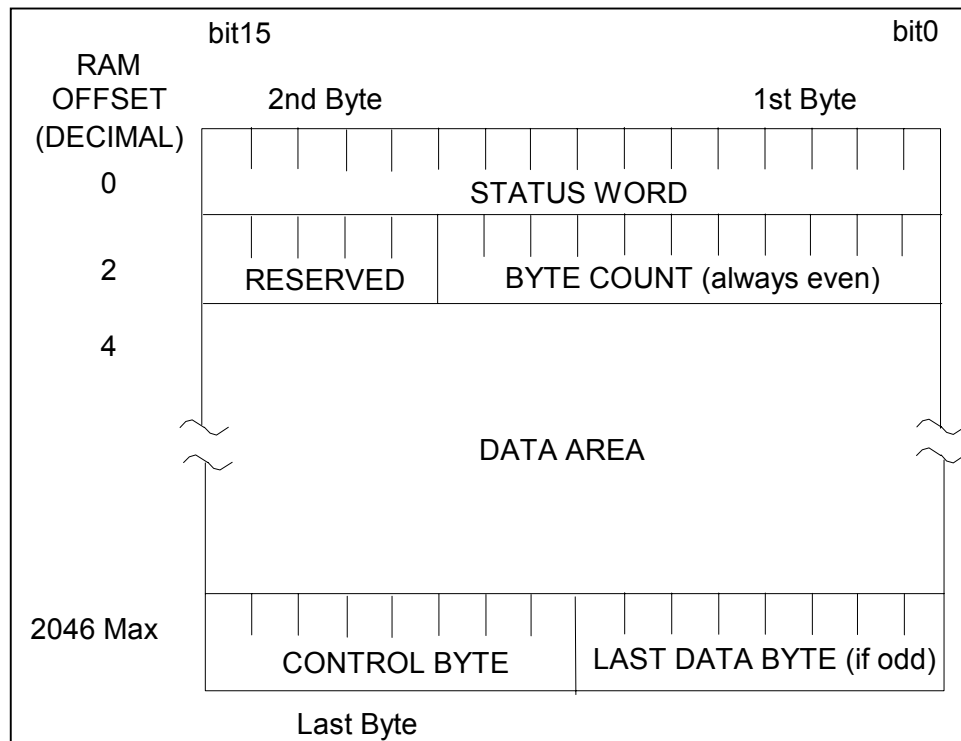 bit15 bit0
RAM
OFFSET
(DECIMAL)
2nd Byte 1st Byte
0 STATUS WORD
2 RESERVED BYTE COUNT (always even)
4
DATA AREA
2046 Max
CONTROL BYTE LAST DATA BYTE (if odd)
Last Byte